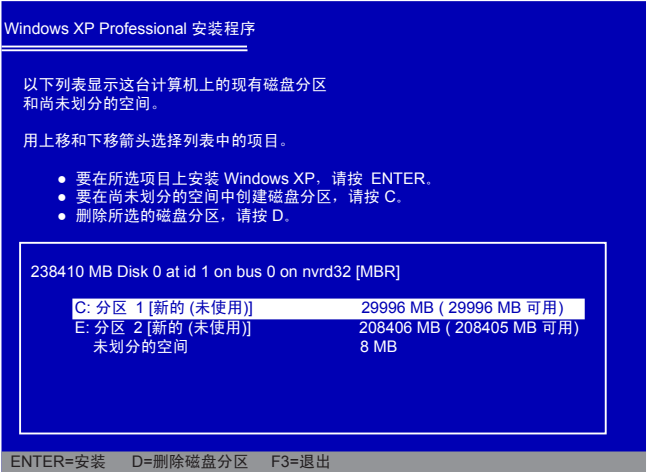 Windows XP Professional 安装程序
以下列表显示这台计算机上的现有磁盘分区
和尚未划分的空间。
用上移和下移箭头选择列表中的项目。
● 要在所选项目上安装 Windows XP，请按 ENTER。
● 要在尚未划分的空间中创建磁盘分区，请按 C。
● 删除所选的磁盘分区，请按 D。
238410 MB Disk 0 at id 1 on bus 0 on nvrd32 [MBR]
C: 分区 1 [新的 (未使用)] 29996 MB ( 29996 MB 可用)
E: 分区 2 [新的 (未使用)] 208406 MB ( 208405 MB 可用)
未划分的空间 8 MB
ENTER=安装 D=删除磁盘分区 F3=退出